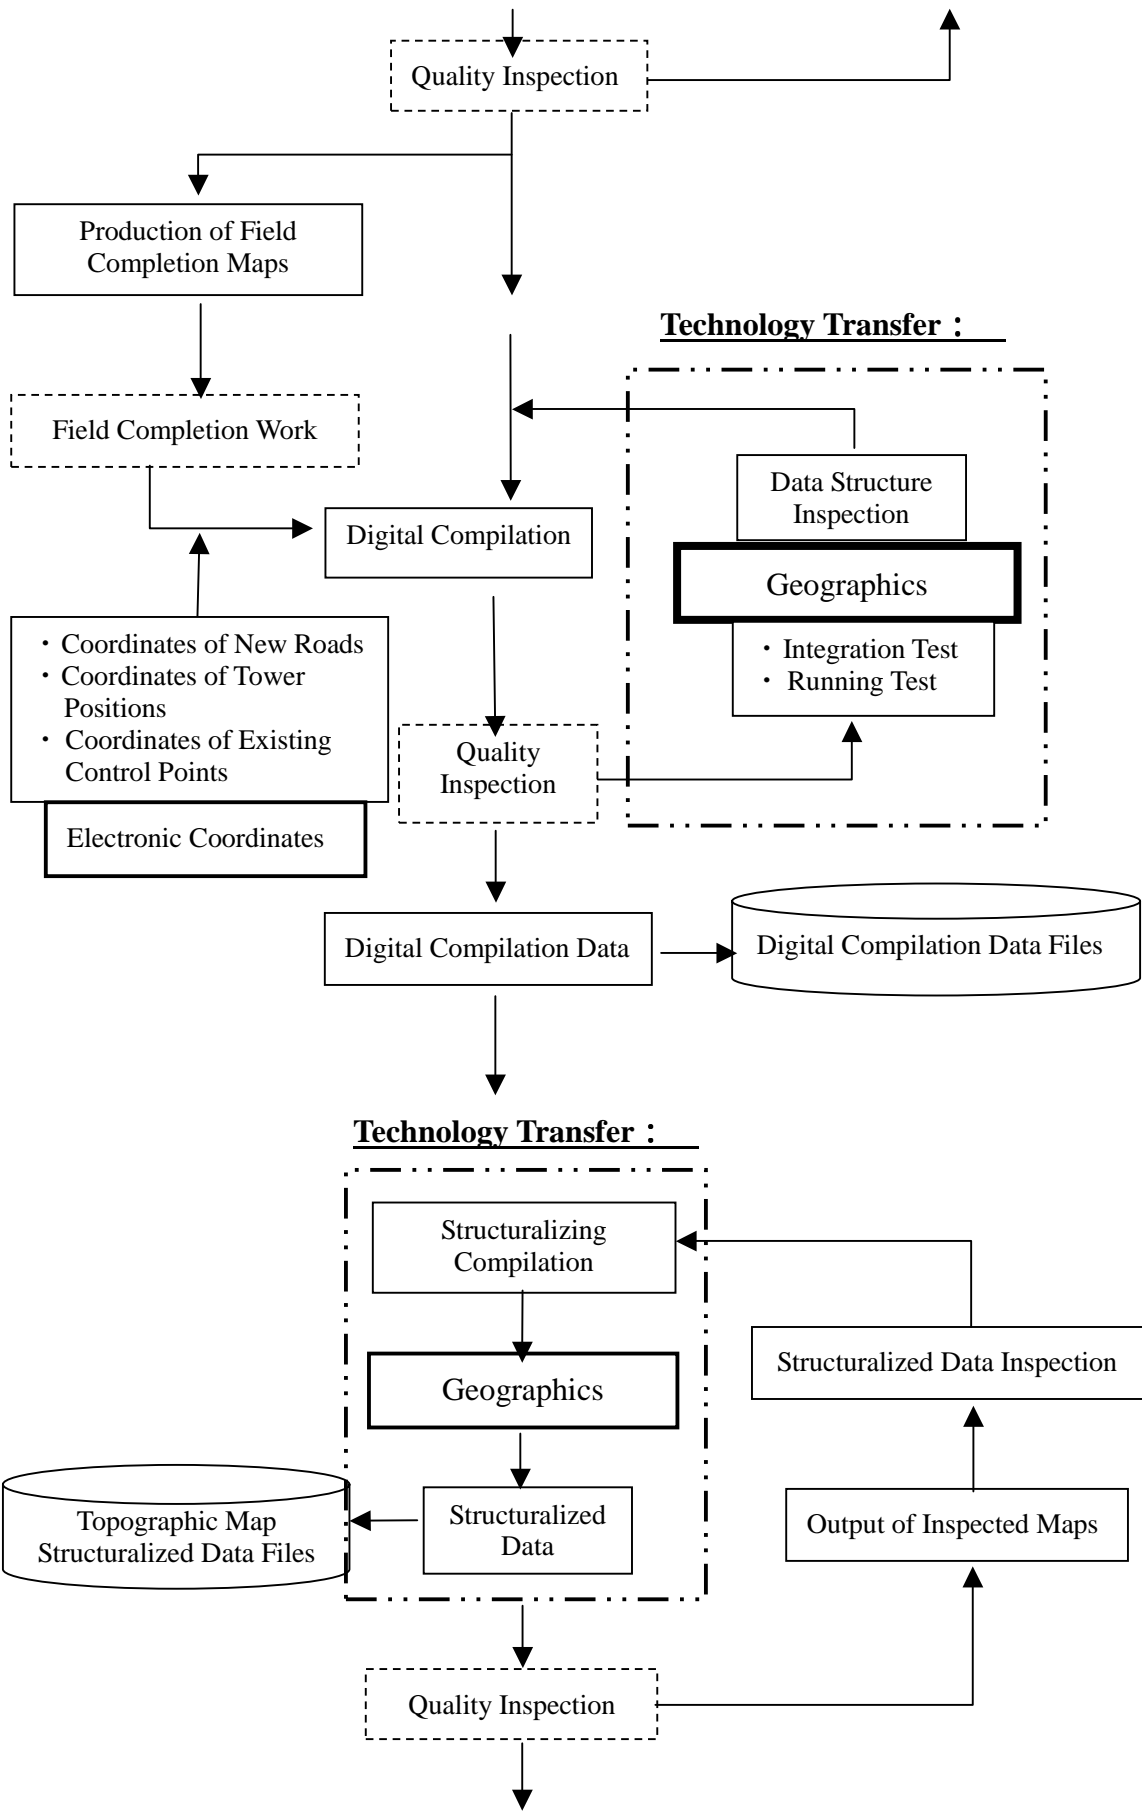 Quality Inspection
Production of Field
Completion Maps
Technology Transfer：
Field Completion Work
Data Structure
Inspection
Digital Compilation
Geographics
・Coordinates of New Roads
・Coordinates of Tower
Positions
・Coordinates of Existing
Control Points
・Integration Test
・Running Test
Quality
Inspection
Electronic Coordinates
Digital Compilation Data
Digital Compilation Data Files
Technology Transfer：
Structuralizing
Compilation
Structuralized Data Inspection
Geographics
Topographic Map
Structuralized Data Files
Structuralized
Data
Output of Inspected Maps
Quality Inspection